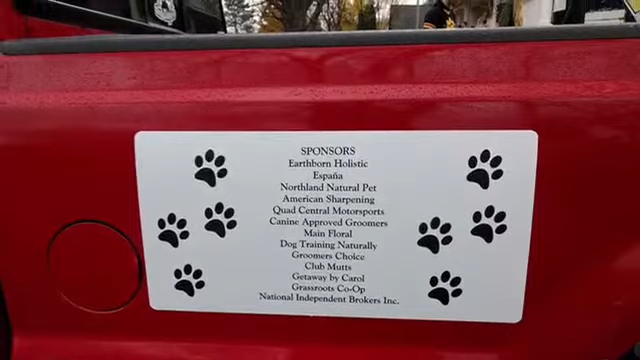 SPONSORS
Earthborn Holistic
España
Northland Natural Pet
American Sharpening
Quad Central Motorsports
Canine Approved Groomers
Main Floral
Dog Training Naturally
Groomers Choice
Club Mutts
Getaway by Carol
Grassroots Co-Op
National Independent Brokers Inc.